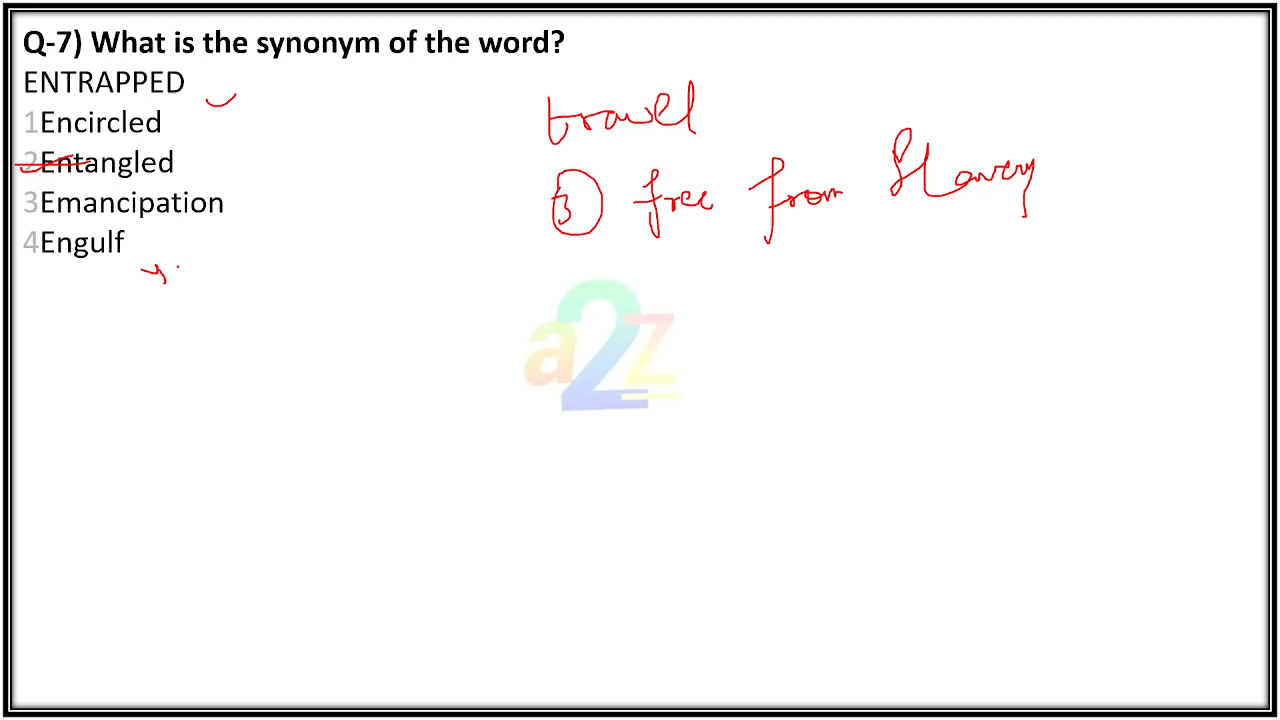 Q-7) What is the synonym of the word?
ENTRAPPED
1Encircled
2Entangled
3Emancipation
4Engulf
travel
3 free from Slavery
a2z